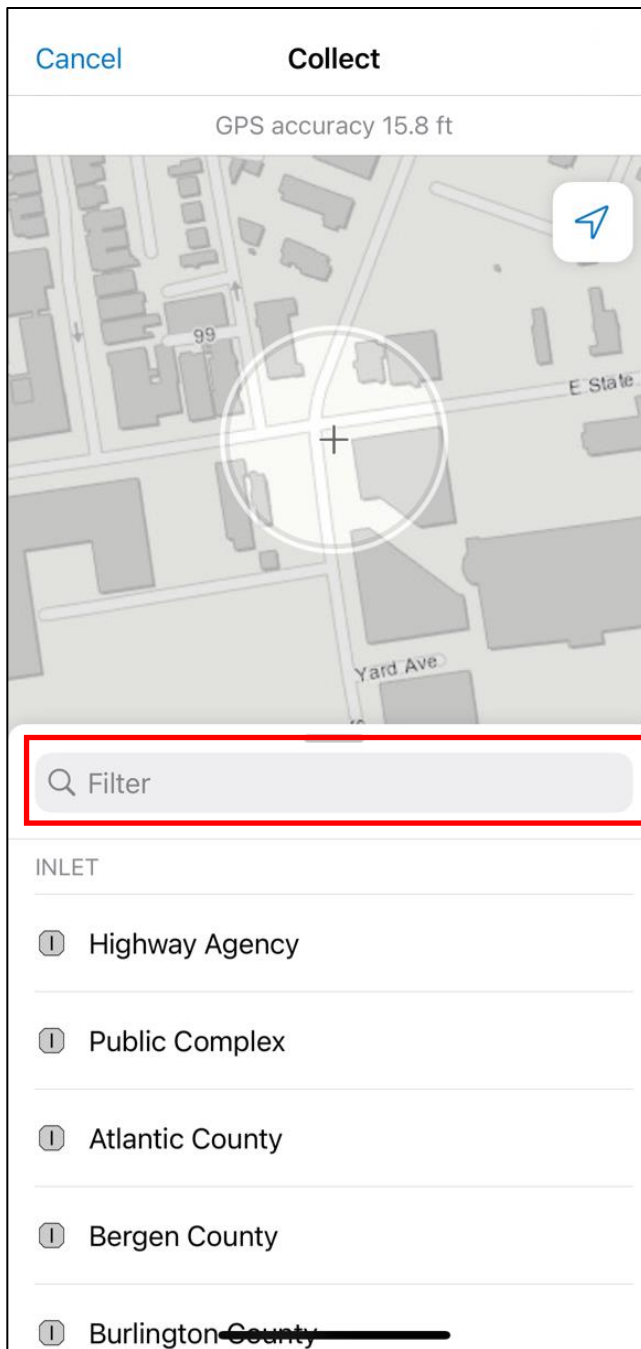 Cancel Collect
GPS accuracy 15.8 ft
99
E State
Yard Ave
Filter
INLET
I Highway Agency
I Public Complex
I Atlantic County
I Bergen County
I Burlington County